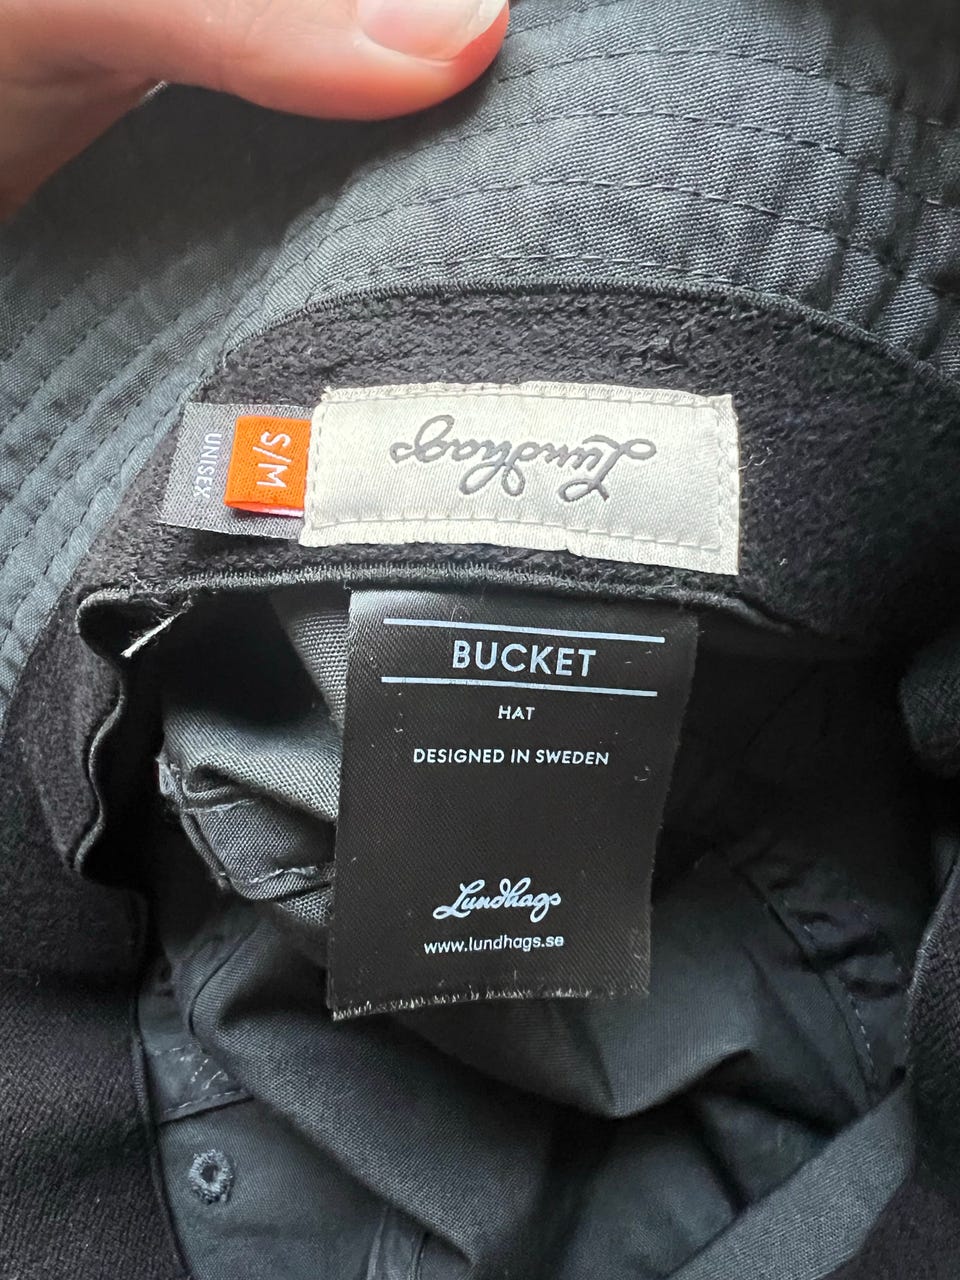 Lundhags
S/M
UNISEX
BUCKET
HAT
DESIGNED IN SWEDEN
Lundhags
www.lundhags.se